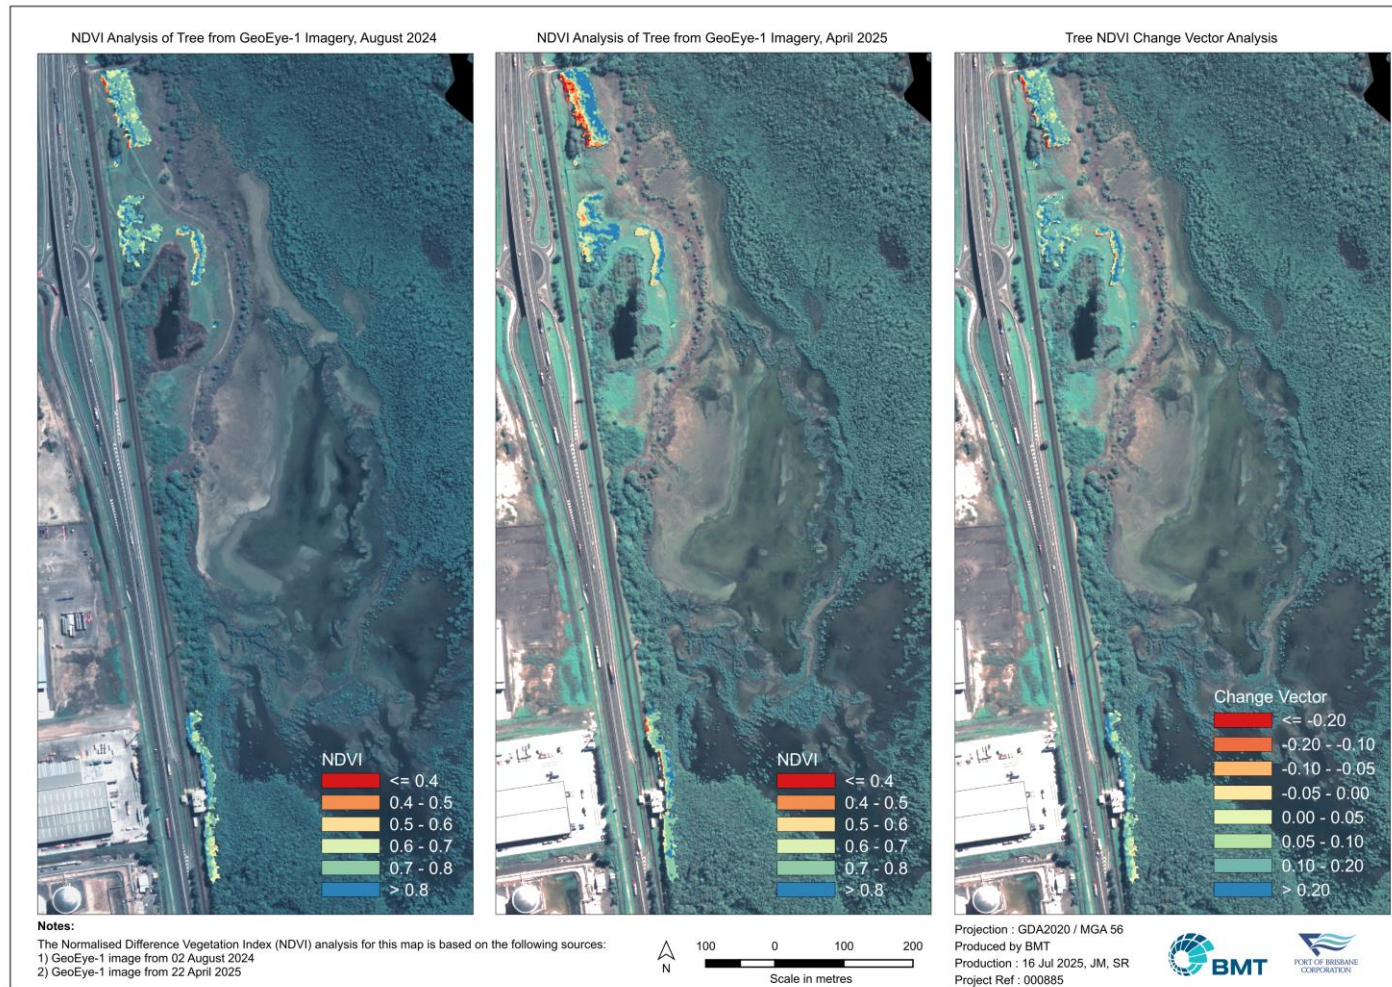 NDVI Analysis of Tree from GeoEye-1 Imagery, August 2024
NDVI Analysis of Tree from GeoEye-1 Imagery, April 2025
Tree NDVI Change Vector Analysis
NDVI
<= 0.4
0.4 - 0.5
0.5 - 0.6
0.6 - 0.7
0.7 - 0.8
> 0.8
NDVI
<= 0.4
0.4 - 0.5
0.5 - 0.6
0.6 - 0.7
0.7 - 0.8
> 0.8
Change Vector
<= -0.20
-0.20 - -0.10
-0.10 - -0.05
-0.05 - 0.00
0.00 - 0.05
0.05 - 0.10
0.10 - 0.20
> 0.20
Notes:
The Normalised Difference Vegetation Index (NDVI) analysis for this map is based on the following sources:
1) GeoEye-1 image from 02 August 2024
2) GeoEye-1 image from 22 April 2025
N
100 0 100 200
Scale in metres
Projection : GDA2020 / MGA 56
Produced by BMT
Production : 16 Jul 2025, JM, SR
Project Ref : 000885
BMT
PORT OF BRISBANE
CORPORATION